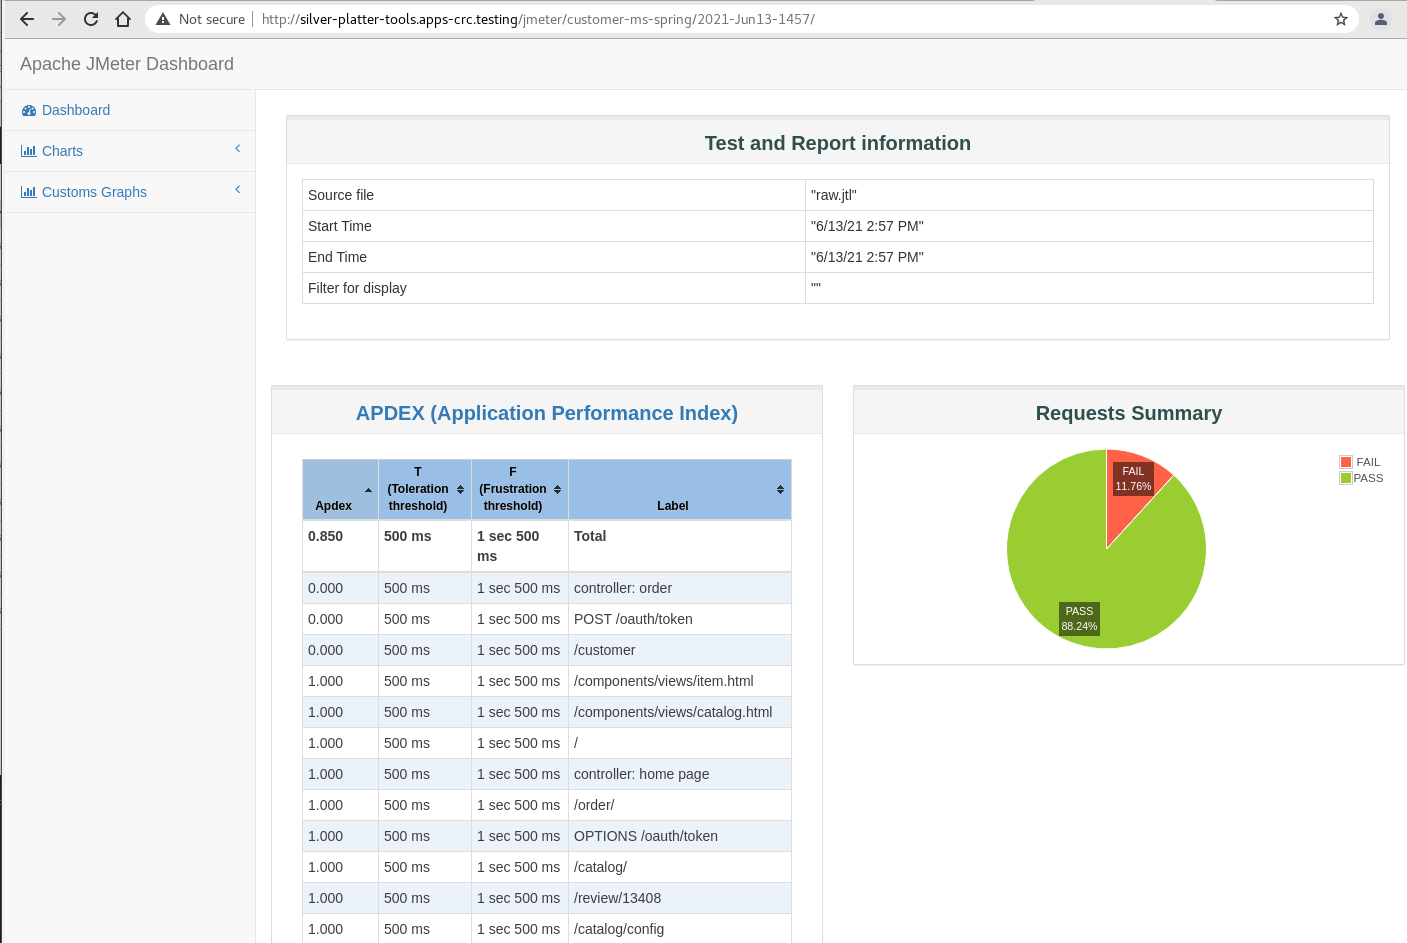 Not secure | http://silver-platter-tools.apps-crc.testing/jmeter/customer-ms-spring/2021-Jun13-1457/
Apache JMeter Dashboard
Dashboard
Charts
Customs Graphs
Test and Report information
Source file "raw.jtl"
Start Time "6/13/21 2:57 PM"
End Time "6/13/21 2:57 PM"
Filter for display ""
APDEX (Application Performance Index)
Apdex T (Toleration threshold) F (Frustration threshold) Label
0.850 500 ms 1 sec 500 ms Total
0.000 500 ms 1 sec 500 ms controller: order
0.000 500 ms 1 sec 500 ms POST /oauth/token
0.000 500 ms 1 sec 500 ms /customer
1.000 500 ms 1 sec 500 ms /components/views/item.html
1.000 500 ms 1 sec 500 ms /components/views/catalog.html
1.000 500 ms 1 sec 500 ms /
1.000 500 ms 1 sec 500 ms controller: home page
1.000 500 ms 1 sec 500 ms /order/
1.000 500 ms 1 sec 500 ms OPTIONS /oauth/token
1.000 500 ms 1 sec 500 ms /catalog/
1.000 500 ms 1 sec 500 ms /review/13408
1.000 500 ms 1 sec 500 ms /catalog/config
Requests Summary
FAIL
PASS
FAIL
11.76%
PASS
88.24%